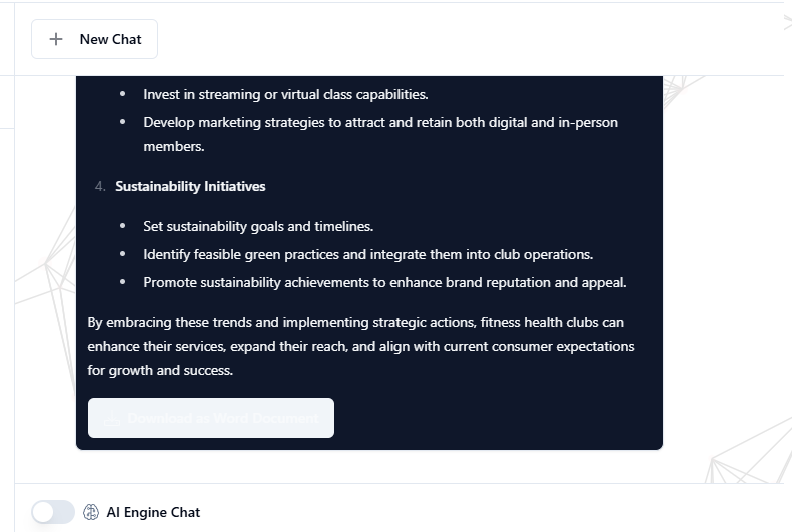 New Chat
Invest in streaming or virtual class capabilities.
Develop marketing strategies to attract and retain both digital and in-person
members.
4. Sustainability Initiatives
Set sustainability goals and timelines.
Identify feasible green practices and integrate them into club operations.
Promote sustainability achievements to enhance brand reputation and appeal.
By embracing these trends and implementing strategic actions, fitness health clubs can
enhance their services, expand their reach, and align with current consumer expectations
for growth and success.
Download as Word Document
AI Engine Chat